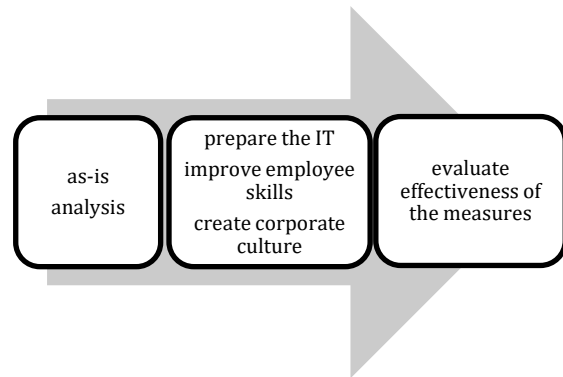 as-is
analysis
prepare the IT
improve employee
skills
create corporate
culture
evaluate
effectiveness of
the measures